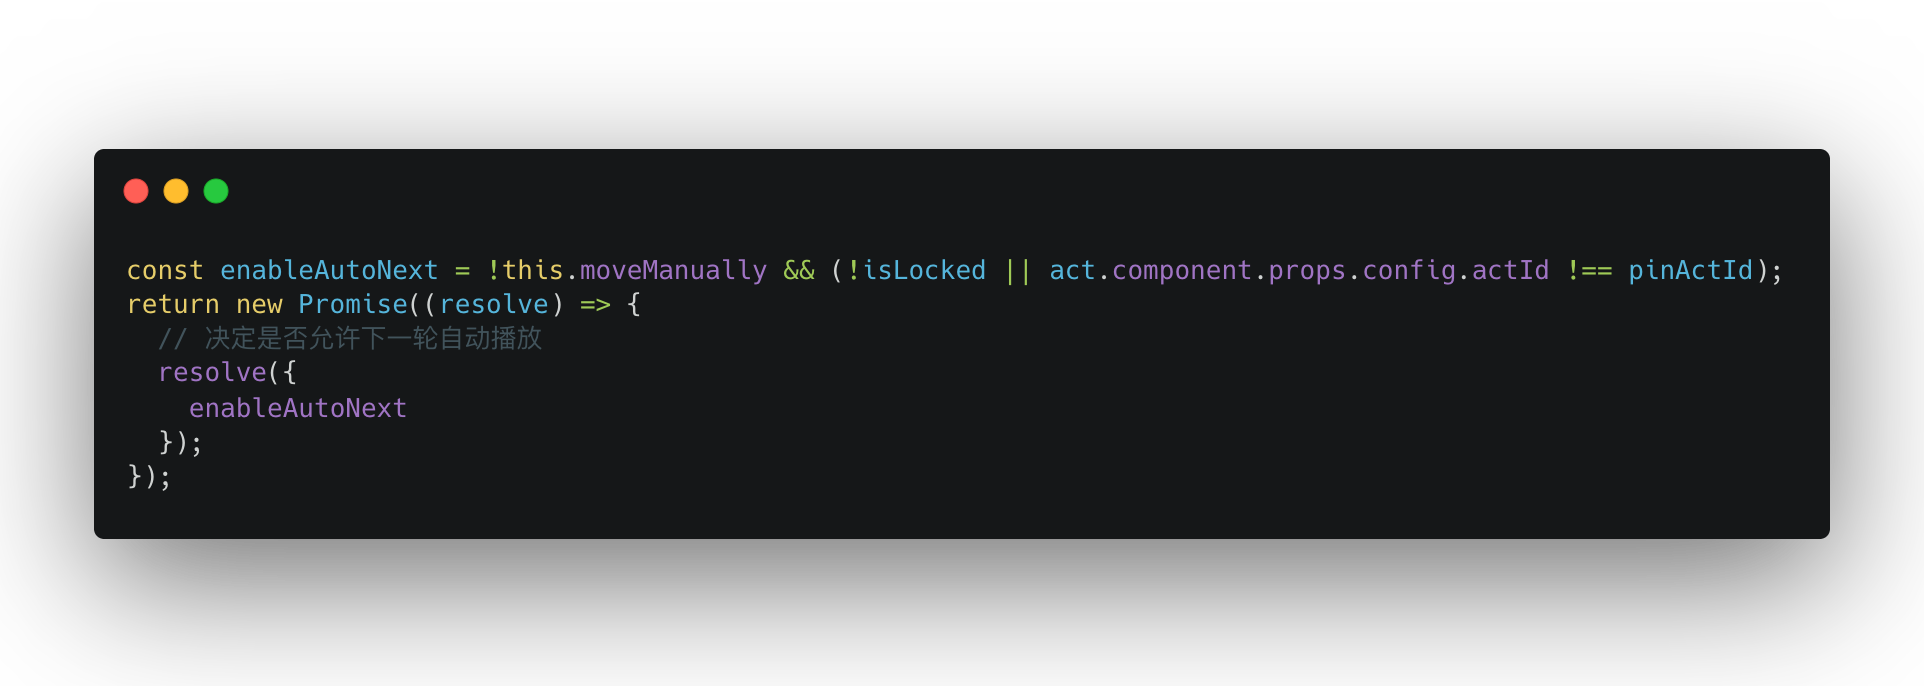 const enableAutoNext = !this.moveManually && (!isLocked || act.component.props.config.actId !== pinActId);
return new Promise((resolve) => {
  // 决定是否允许下一轮自动播放
  resolve({
    enableAutoNext
  });
});